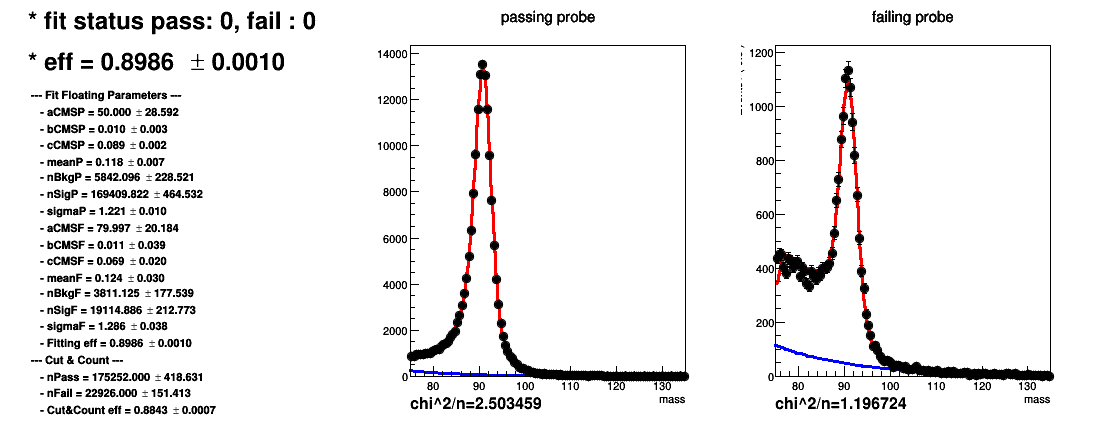 * fit status pass: 0, fail : 0
* eff = 0.8986 ± 0.0010
--- Fit Floating Parameters ---
- aCMSP = 50.000 ± 28.592
- bCMSP = 0.010 ± 0.003
- cCMSP = 0.089 ± 0.002
- meanP = 0.118 ± 0.007
- nBkgP = 5842.096 ± 228.521
- nSigP = 169409.822 ± 464.532
- sigmaP = 1.221 ± 0.010
- aCMSF = 79.997 ± 20.184
- bCMSF = 0.011 ± 0.039
- cCMSF = 0.069 ± 0.020
- meanF = 0.124 ± 0.030
- nBkgF = 3811.125 ± 177.539
- nSigF = 19114.886 ± 212.773
- sigmaF = 1.286 ± 0.038
- Fitting eff = 0.8986 ± 0.0010
--- Cut & Count ---
- nPass = 175252.000 ± 418.631
- nFail = 22926.000 ± 151.413
- Cut&Count eff = 0.8843 ± 0.0007
passing probe
14000
12000
10000
8000
6000
4000
2000
0
80 90 100 110 120 130
mass
chi^2/n=2.503459
failing probe
1200
1000
800
600
400
200
0
80 90 100 110 120 130
mass
chi^2/n=1.196724